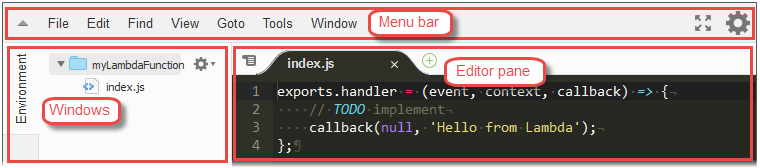 File Edit Find View Goto Tools Window Menu bar
Environment
myLambdaFunction
index.js
Windows
index.js ×
Editor pane
1 exports.handler = (event, context, callback) => {¬
2 ····//·TODO·implement¬
3 ····callback(null, 'Hello·from·Lambda');¬
4 };¶